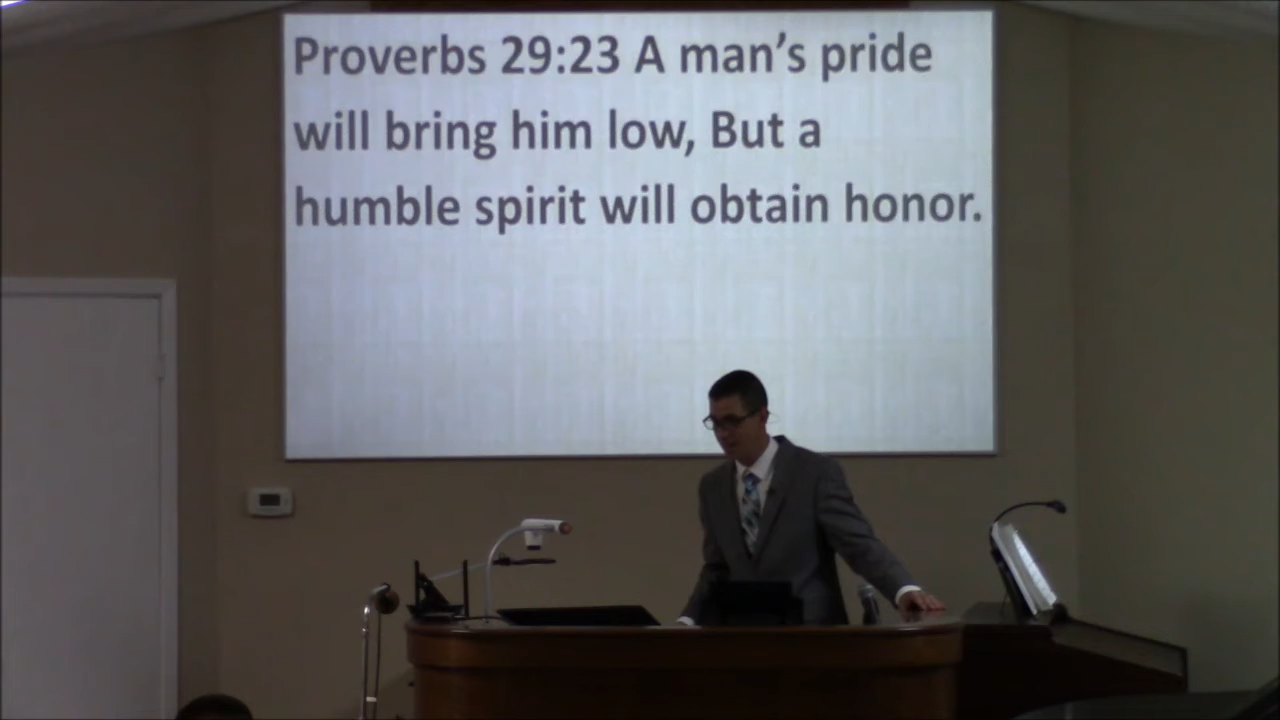 Proverbs 29:23 A man’s pride
will bring him low, But a
humble spirit will obtain honor.